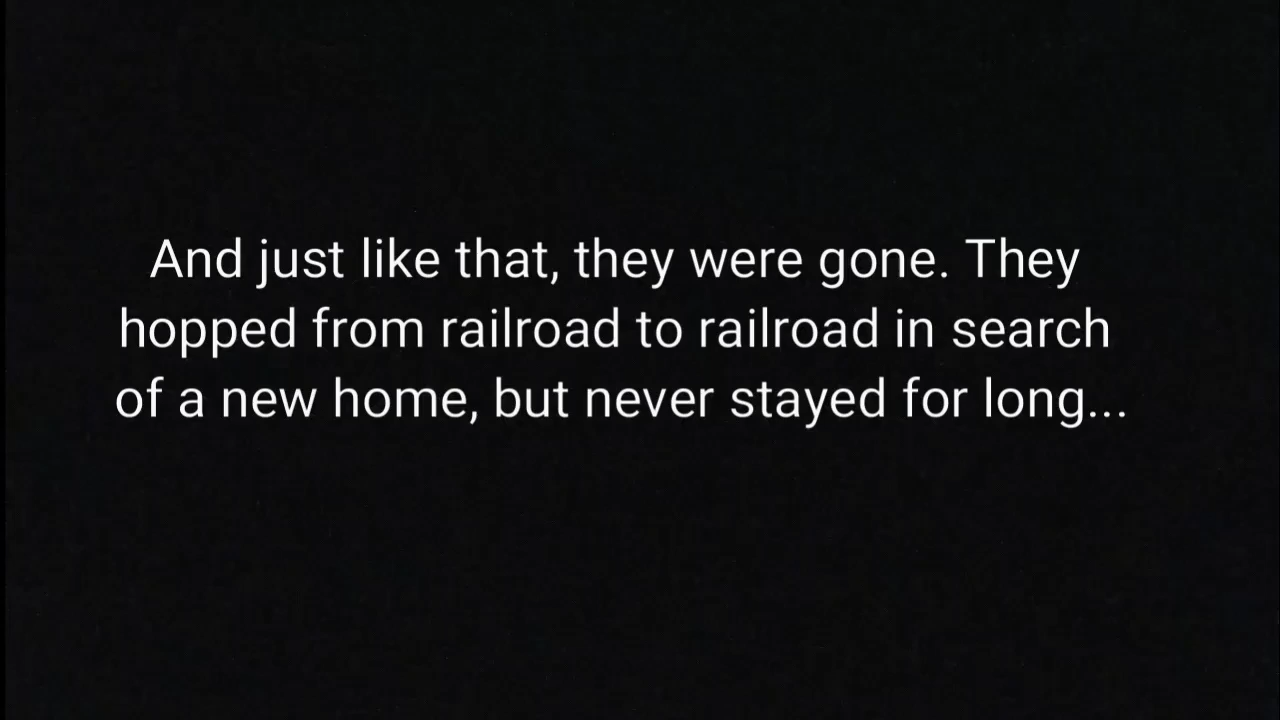 And just like that, they were gone. They
hopped from railroad to railroad in search
of a new home, but never stayed for long...